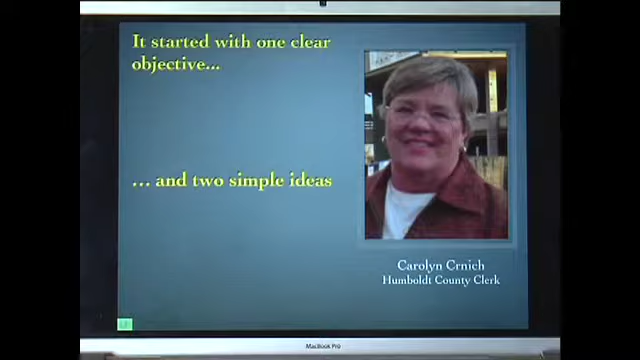 It started with one clear
objective...
... and two simple ideas
Carolyn Crnich
Humboldt County Clerk
MacBook Pro